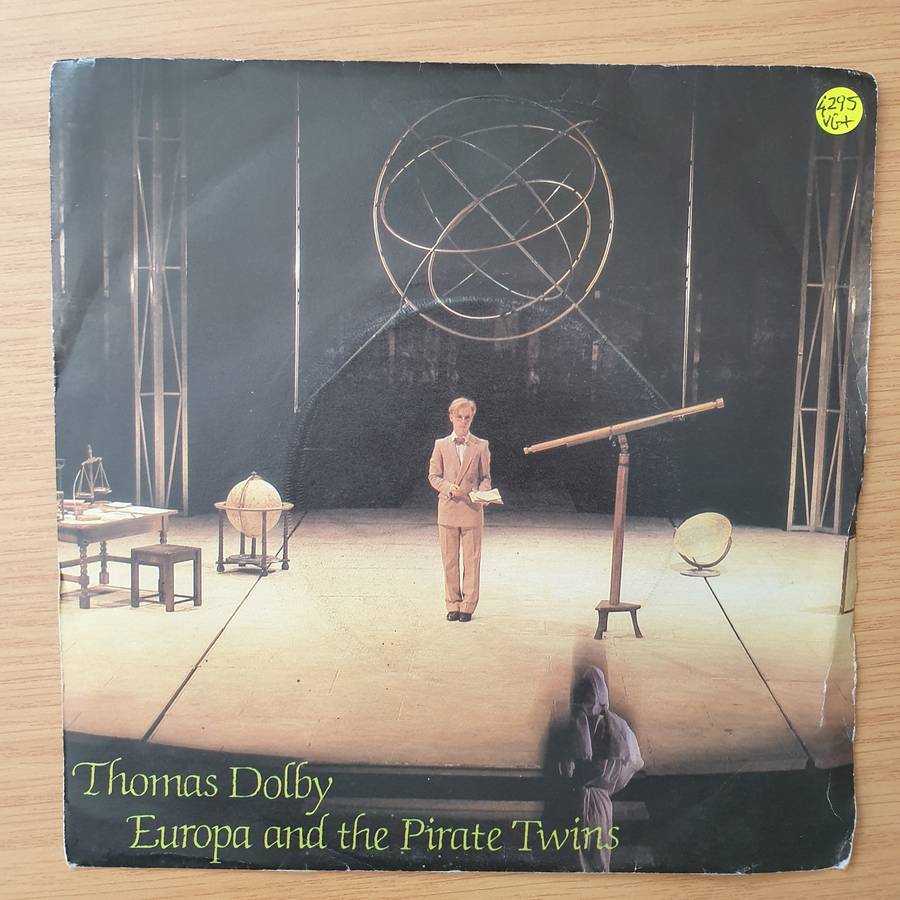 4295
VG+
Thomas Dolby
Europa and the Pirate Twins